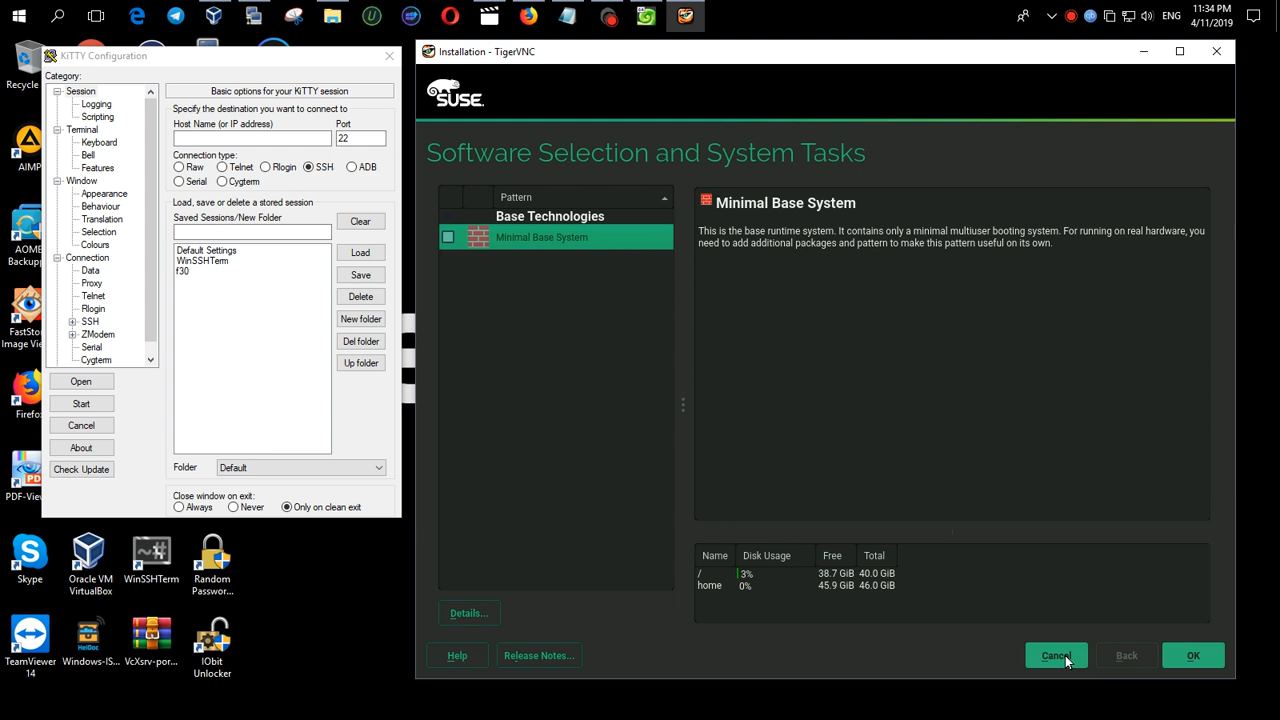 11:34 PM
ENG
4/11/2019
Recycle
AIMP
AOME
Backupp
FastSto
Image Vi
Firefo
PDF-View
Skype
Oracle VM
VirtualBox
WinSSHTerm
Random
Passwor...
TeamViewer
14
Windows-IS...
VcXsrv-por...
IObit
Unlocker
KiTTY Configuration
Category:
Session
Logging
Scripting
Terminal
Keyboard
Bell
Features
Window
Appearance
Behaviour
Translation
Selection
Colours
Connection
Data
Proxy
Telnet
Rlogin
SSH
ZModem
Serial
Cygterm
Open
Start
Cancel
About
Check Update
Basic options for your KiTTY session
Specify the destination you want to connect to
Host Name (or IP address) Port
22
Connection type:
Raw Telnet Rlogin SSH ADB
Serial Cygterm
Load, save or delete a stored session
Saved Sessions/New Folder
Clear
Default Settings
WinSSHTerm
f30
Load
Save
Delete
New folder
Del folder
Up folder
Folder Default
Close window on exit:
Always Never Only on clean exit
Installation - TigerVNC
SUSE
Software Selection and System Tasks
Pattern
Base Technologies
Minimal Base System
Minimal Base System
This is the base runtime system. It contains only a minimal multiuser booting system. For running on real hardware, you
need to add additional packages and pattern to make this pattern useful on its own.
Name Disk Usage Free Total
/ 3% 38.7 GiB 40.0 GiB
home 0% 45.9 GiB 46.0 GiB
Details...
Help Release Notes... Cancel Back OK